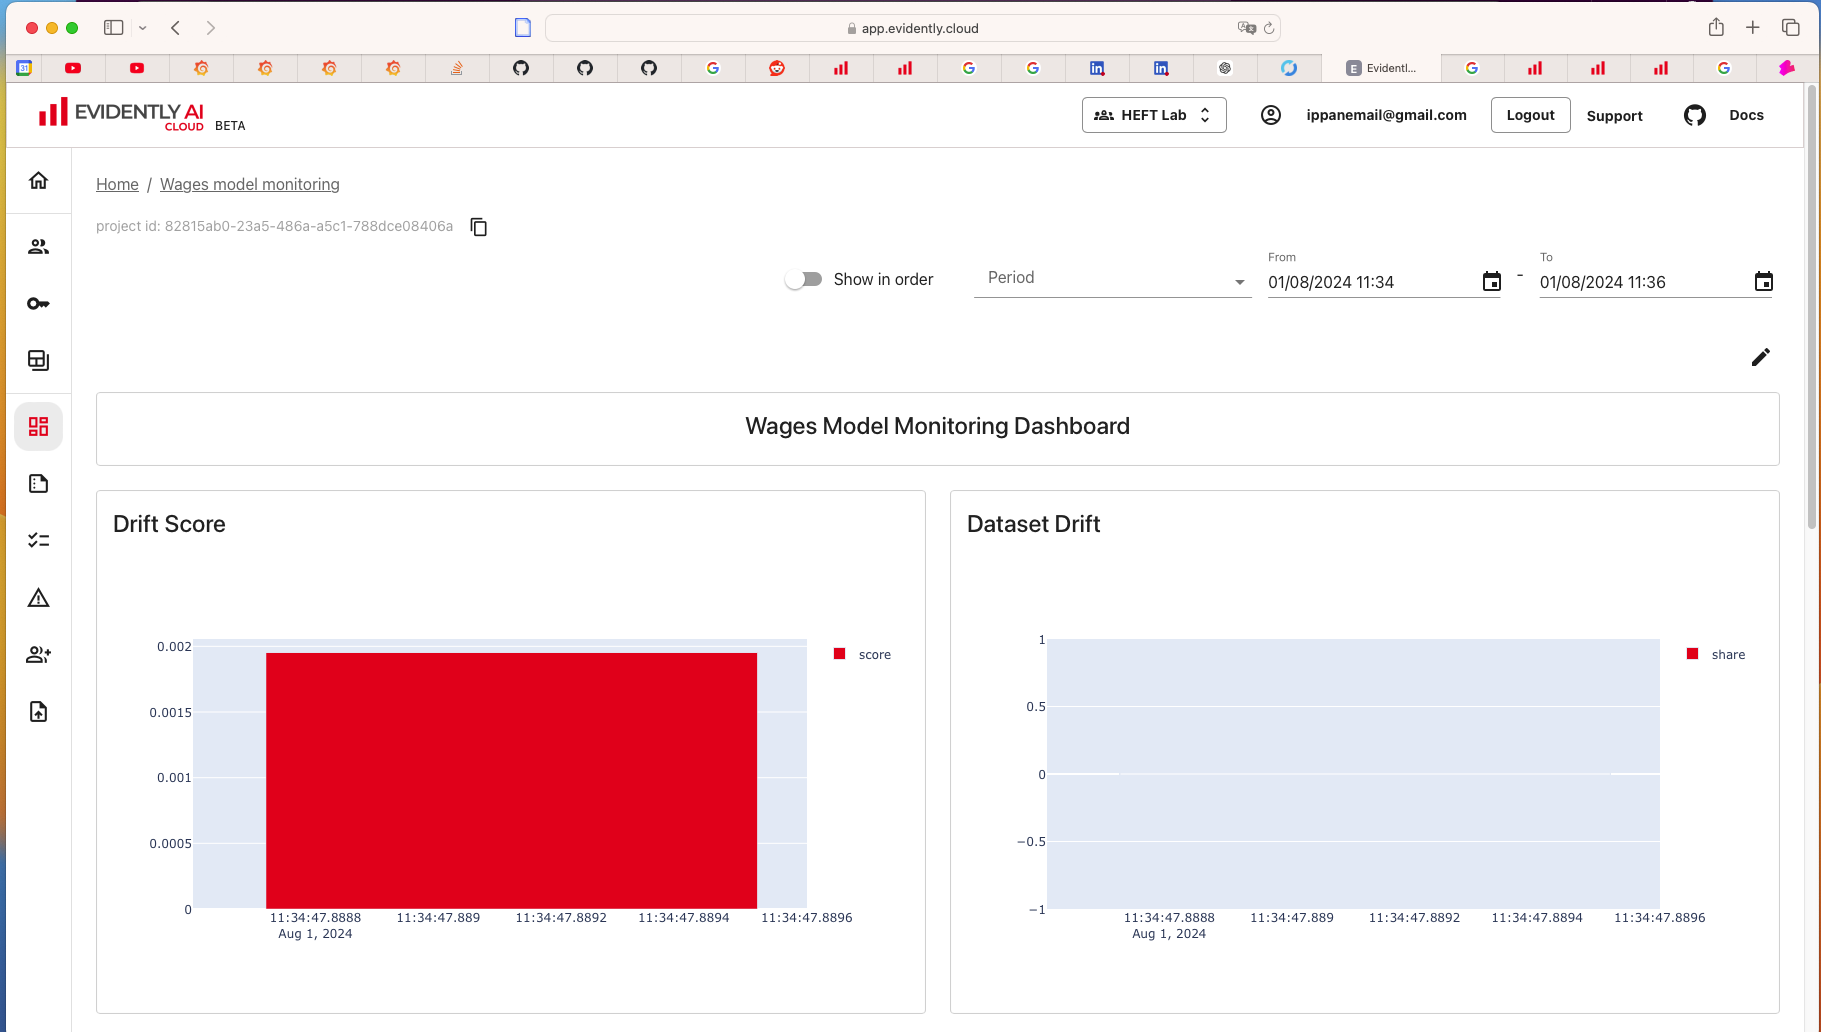 app.evidently.cloud
31
E Evidentl...
EVIDENTLY AI
CLOUD BETA
HEFT Lab
ippanemail@gmail.com
Logout
Support
Docs
Home / Wages model monitoring
project id: 82815ab0-23a5-486a-a5c1-788dce08406a
Show in order
Period
From
01/08/2024 11:34
-
To
01/08/2024 11:36
Wages Model Monitoring Dashboard
Drift Score
0.002
0.0015
0.001
0.0005
0
score
11:34:47.8888 11:34:47.889 11:34:47.8892 11:34:47.8894 11:34:47.8896
Aug 1, 2024
Dataset Drift
1
0.5
0
−0.5
−1
share
11:34:47.8888 11:34:47.889 11:34:47.8892 11:34:47.8894 11:34:47.8896
Aug 1, 2024